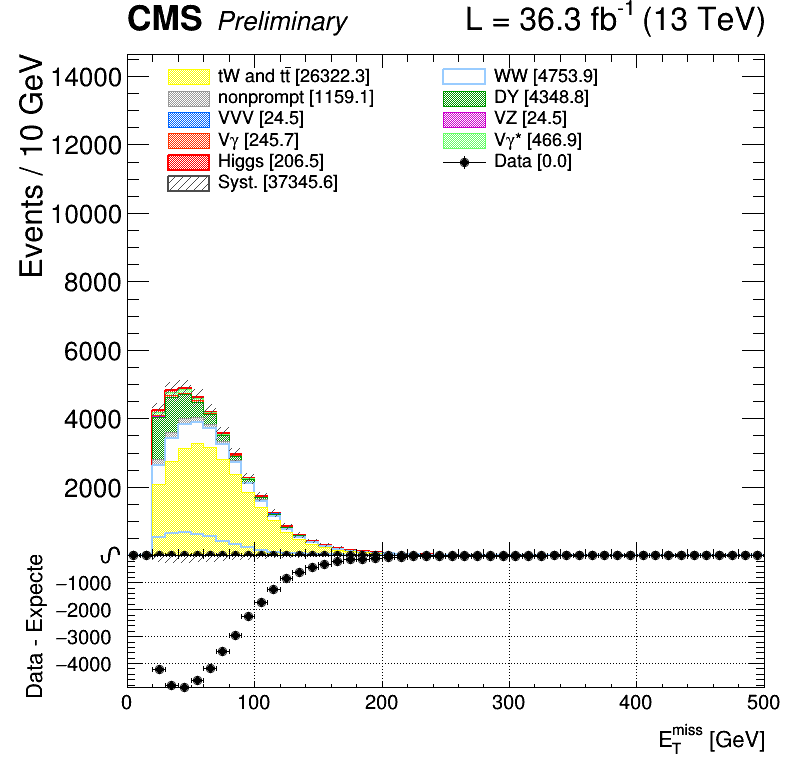 CMS Preliminary L = 36.3 fb⁻¹ (13 TeV)
Events / 10 GeV
14000
12000
10000
8000
6000
4000
2000
0
tW and tt̄ [26322.3]
nonprompt [1159.1]
VVV [24.5]
Vγ [245.7]
Higgs [206.5]
Syst. [37345.6]
WW [4753.9]
DY [4348.8]
VZ [24.5]
Vγ* [466.9]
Data [0.0]
Data - Expecte
−1000
−2000
−3000
−4000
0 100 200 300 400 500
E_T^miss [GeV]